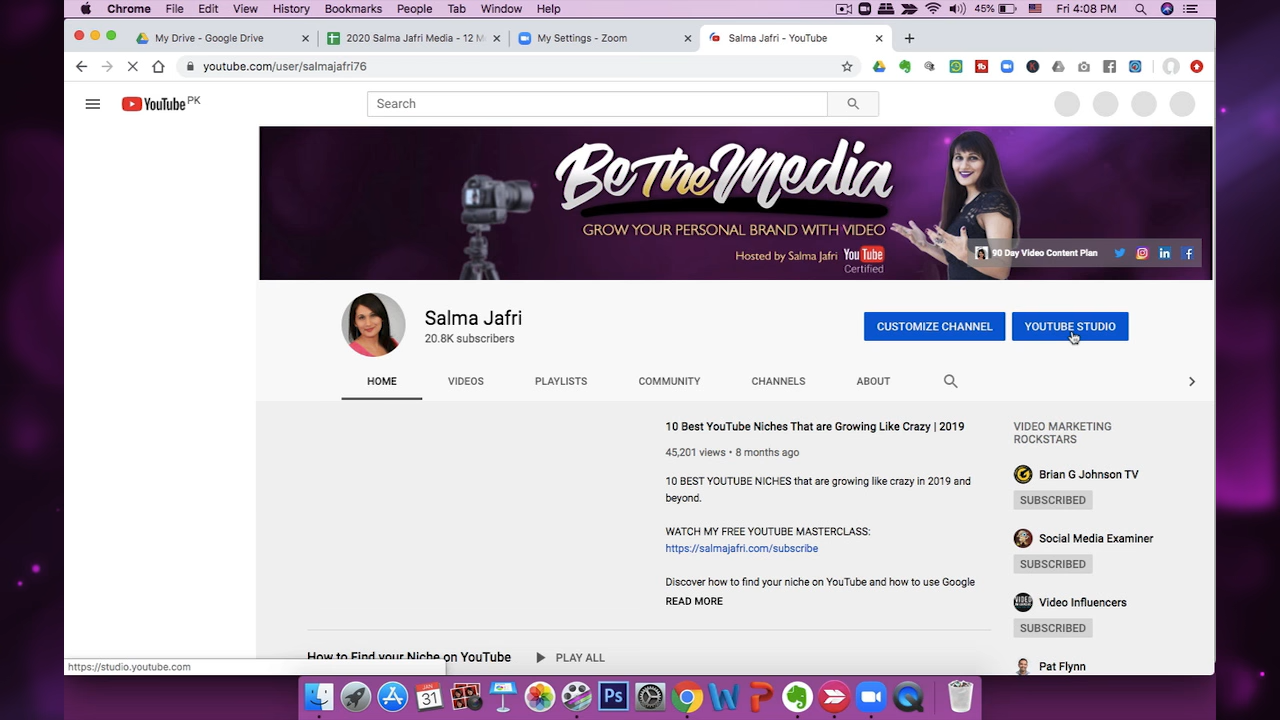 Chrome File Edit View History Bookmarks People Tab Window Help 45% Fri 4:08 PM
My Drive - Google Drive 2020 Salma Jafri Media - 12 M My Settings - Zoom Salma Jafri - YouTube
youtube.com/user/salmajafri76
YouTube PK Search
BeTheMedia
GROW YOUR PERSONAL BRAND WITH VIDEO
Hosted by Salma Jafri YouTube
Certified
90 Day Video Content Plan
Salma Jafri
20.8K subscribers
CUSTOMIZE CHANNEL YOUTUBE STUDIO
HOME VIDEOS PLAYLISTS COMMUNITY CHANNELS ABOUT
10 Best YouTube Niches That are Growing Like Crazy | 2019
45,201 views • 8 months ago
10 BEST YOUTUBE NICHES that are growing like crazy in 2019 and
beyond.
WATCH MY FREE YOUTUBE MASTERCLASS:
https://salmajafri.com/subscribe
Discover how to find your niche on YouTube and how to use Google
READ MORE
VIDEO MARKETING
ROCKSTARS
Brian G Johnson TV
SUBSCRIBED
Social Media Examiner
SUBSCRIBED
Video Influencers
SUBSCRIBED
Pat Flynn
How to Find your Niche on YouTube PLAY ALL
https://studio.youtube.com
JAN
31
Ps